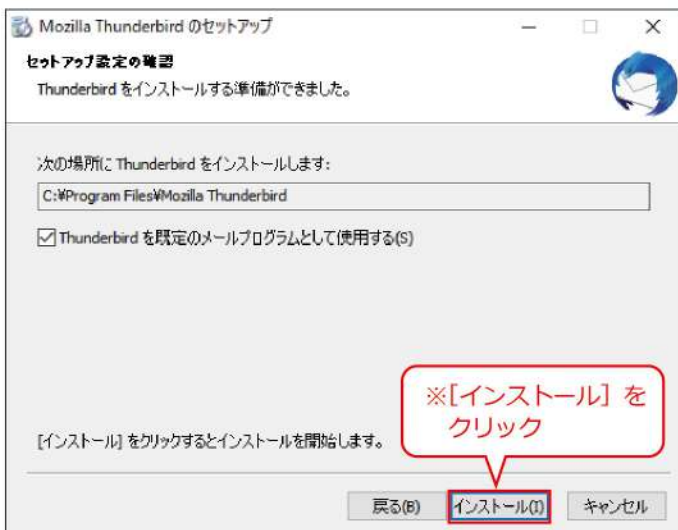 Mozilla Thunderbird のセットアップ
セットアップ設定の確認
Thunderbird をインストールする準備ができました。
次の場所に Thunderbird をインストールします:
C:¥Program Files¥Mozilla Thunderbird
Thunderbird を既定のメールプログラムとして使用する(S)
※[インストール] を
クリック
[インストール] をクリックするとインストールを開始します。
戻る(B) インストール(I) キャンセル